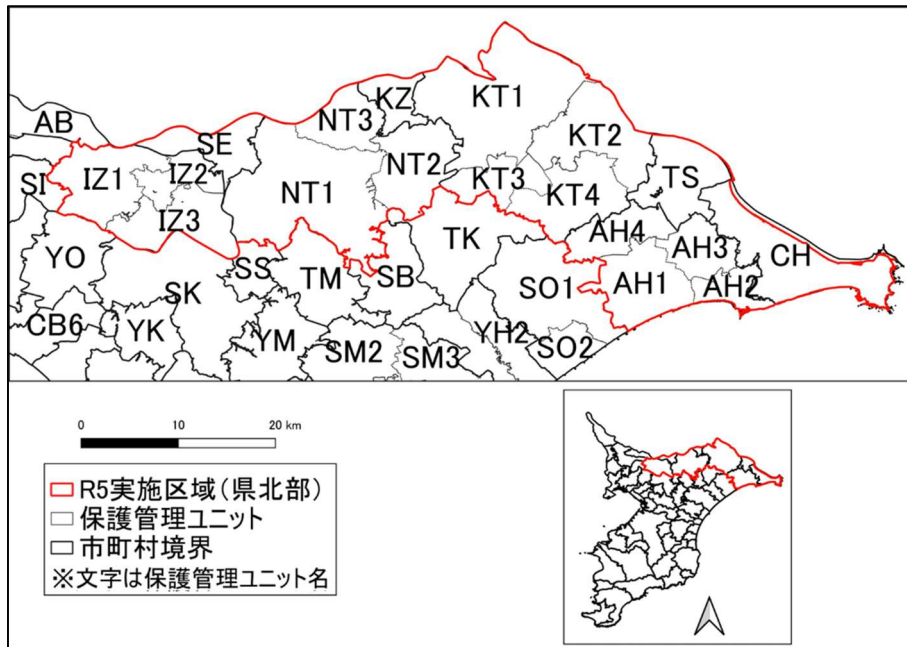 KZ
KT1
AB
NT3
SE
KT2
NT2
SI
IZ1
IZ2
NT1
KT3
KT4
TS
IZ3
YO
TK
AH4
AH3
CH
SS
TM
SB
SO1
AH1
AH2
SK
CB6
YK
YM
SM2
SM3
YH2
SO2
0 10 20 km
R5実施区域(県北部)
保護管理ユニット
市町村境界
※文字は保護管理ユニット名